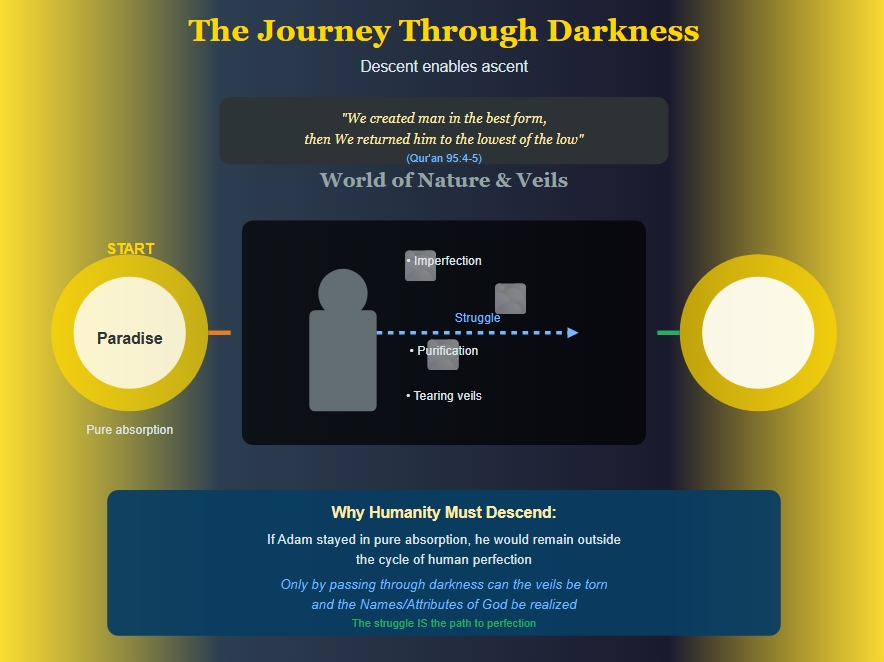 The Journey Through Darkness
Descent enables ascent
"We created man in the best form,
then We returned him to the lowest of the low"
(Qur'an 95:4-5)
World of Nature & Veils
START
Paradise
Pure absorption
• Imperfection
Struggle
• Purification
• Tearing veils
Why Humanity Must Descend:
If Adam stayed in pure absorption, he would remain outside
the cycle of human perfection
Only by passing through darkness can the veils be torn
and the Names/Attributes of God be realized
The struggle IS the path to perfection